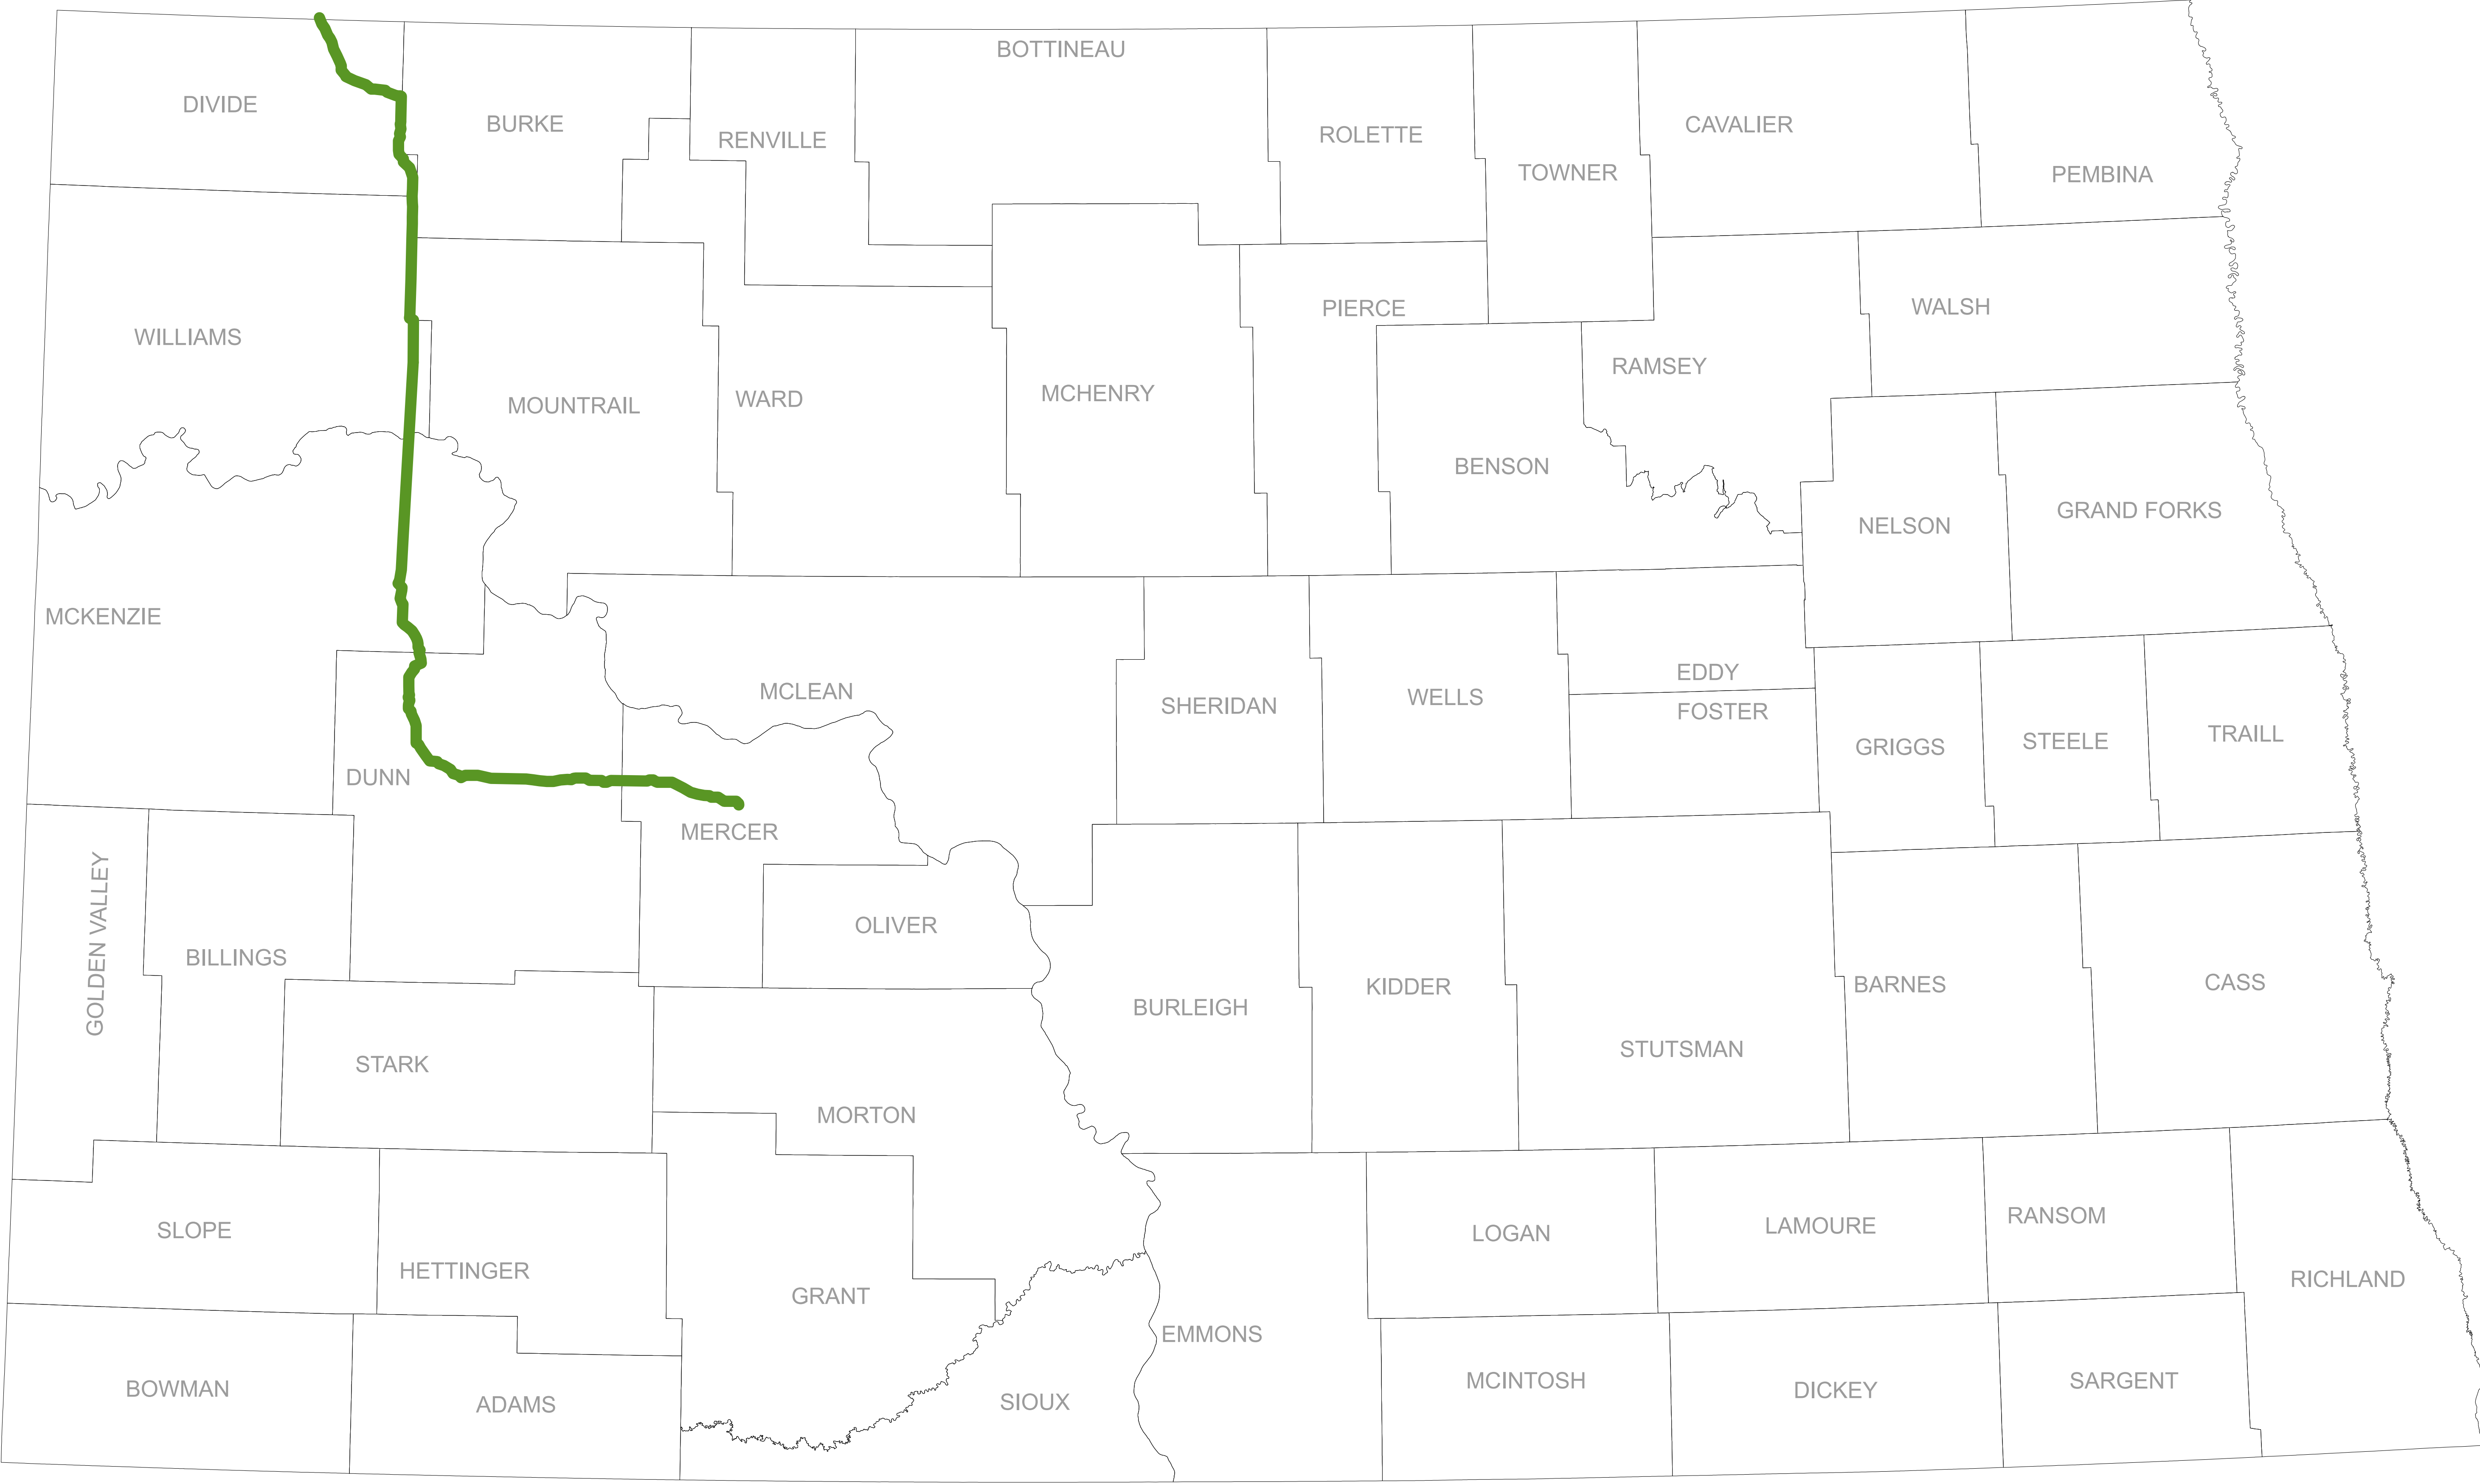 BOTTINEAU
DIVIDE
BURKE
RENVILLE
ROLETTE
CAVALIER
TOWNER
PEMBINA
WILLIAMS
PIERCE
WALSH
MOUNTRAIL
WARD
MCHENRY
RAMSEY
BENSON
NELSON
GRAND FORKS
MCKENZIE
MCLEAN
SHERIDAN
WELLS
EDDY
FOSTER
GRIGGS
STEELE
TRAILL
DUNN
MERCER
GOLDEN VALLEY
BILLINGS
OLIVER
BURLEIGH
KIDDER
BARNES
CASS
STARK
STUTSMAN
MORTON
SLOPE
HETTINGER
LOGAN
LAMOURE
RANSOM
RICHLAND
GRANT
EMMONS
BOWMAN
ADAMS
SIOUX
MCINTOSH
DICKEY
SARGENT